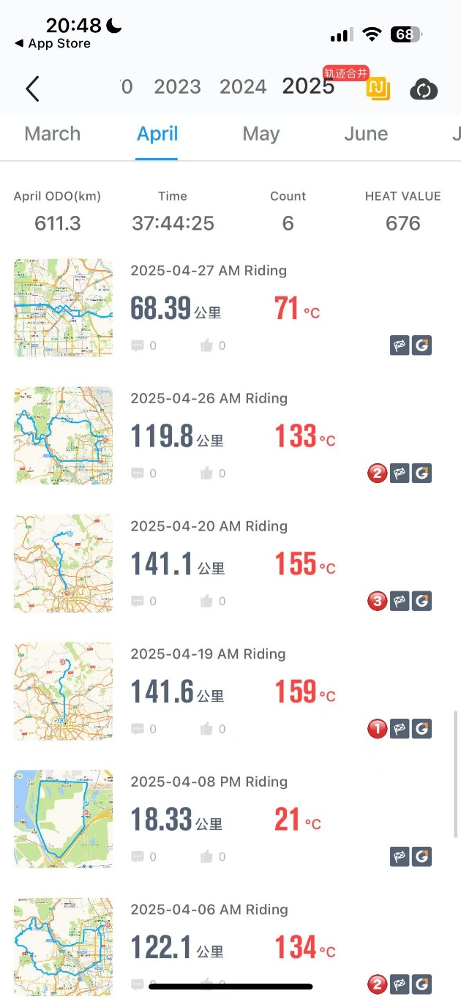 20:48
68
◀ App Store
轨迹合并
2023 2024 2025
March April May June
April ODO(km) Time Count HEAT VALUE
611.3 37:44:25 6 676
2025-04-27 AM Riding
68.39 公里 71 °C
0 0
2025-04-26 AM Riding
119.8 公里 133 °C
0 0 2
2025-04-20 AM Riding
141.1 公里 155 °C
0 0 3
2025-04-19 AM Riding
141.6 公里 159 °C
0 0 1
2025-04-08 PM Riding
18.33 公里 21 °C
0 0
2025-04-06 AM Riding
122.1 公里 134 °C
2